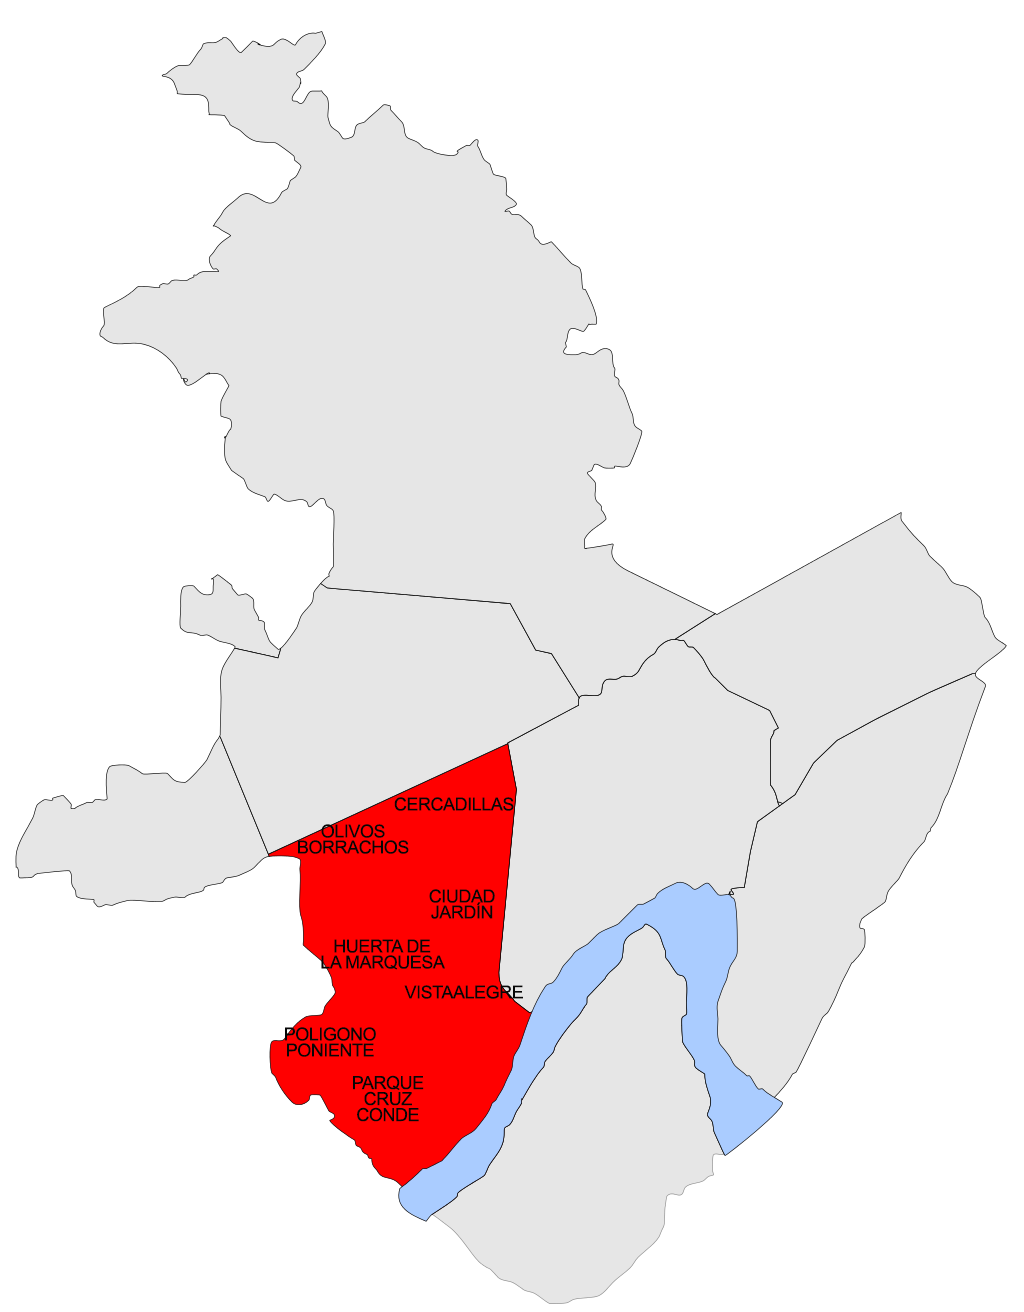 CERCADILLAS
OLIVOS
BORRACHOS
CIUDAD
JARDÍN
HUERTA DE
LA MARQUESA
VISTAALEGRE
POLIGONO
PONIENTE
PARQUE
CRUZ
CONDE